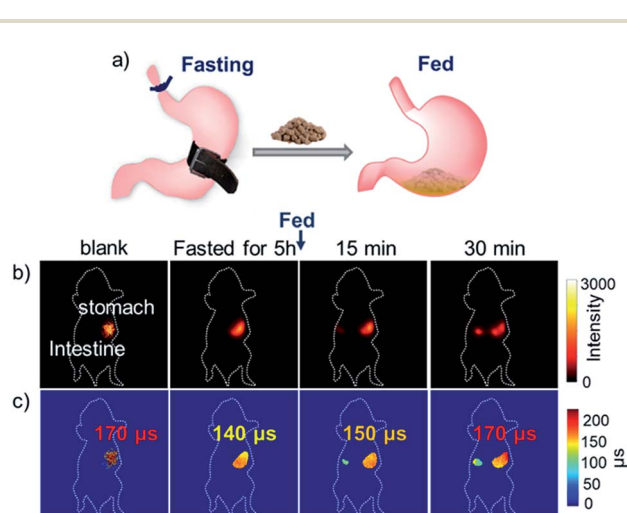 a)
Fasting
Fed
Fed
blank
Fasted for 5h
15 min
30 min
b)
stomach
Intestine
3000
Intensity
0
c)
170 µs
140 µs
150 µs
170 µs
200
150
100
50
0
µs